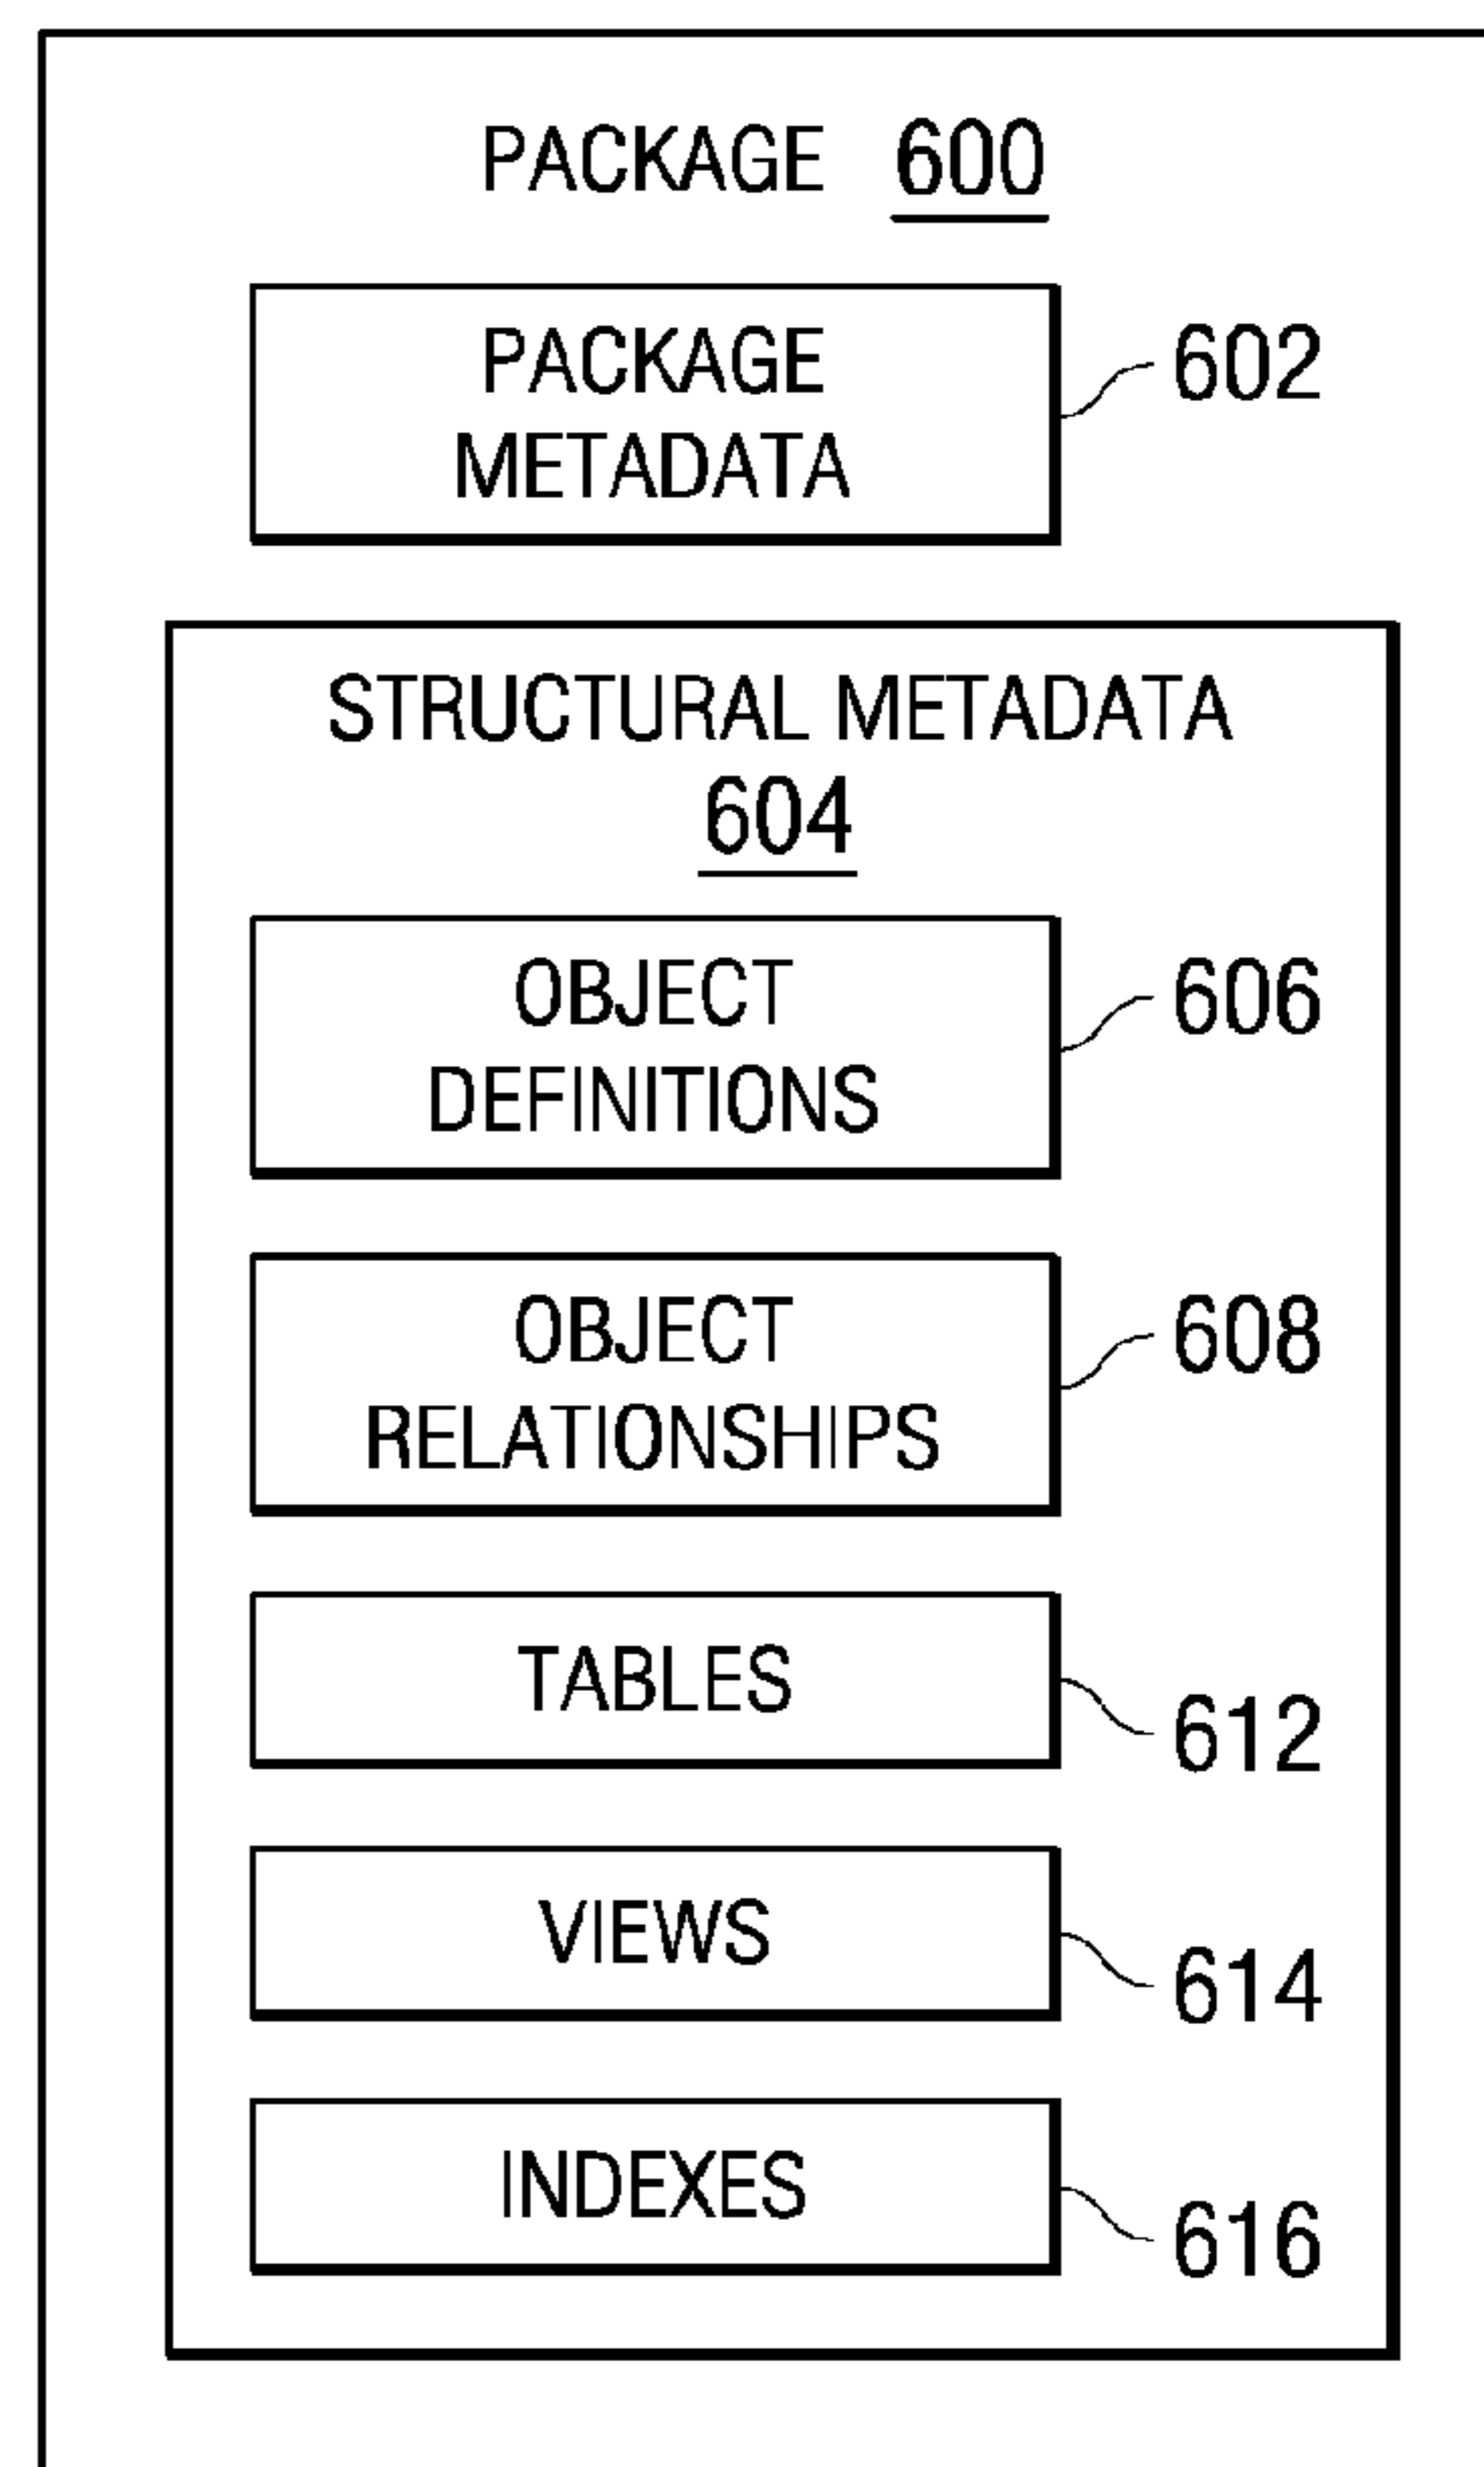 PACKAGE 600
PACKAGE
METADATA
602
STRUCTURAL METADATA
604
OBJECT
DEFINITIONS
606
OBJECT
RELATIONSHIPS
608
TABLES
612
VIEWS
614
INDEXES
616